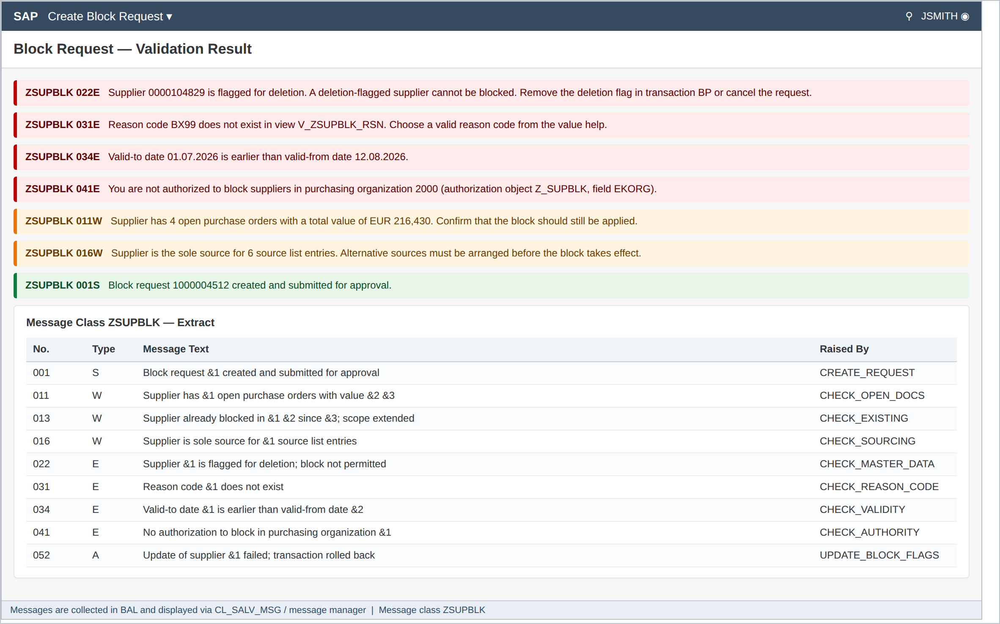 SAP Create Block Request ▾ JSMITH
Block Request — Validation Result
ZSUPBLK 022E Supplier 0000104829 is flagged for deletion. A deletion-flagged supplier cannot be blocked. Remove the deletion flag in transaction BP or cancel the request.
ZSUPBLK 031E Reason code BX99 does not exist in view V_ZSUPBLK_RSN. Choose a valid reason code from the value help.
ZSUPBLK 034E Valid-to date 01.07.2026 is earlier than valid-from date 12.08.2026.
ZSUPBLK 041E You are not authorized to block suppliers in purchasing organization 2000 (authorization object Z_SUPBLK, field EKORG).
ZSUPBLK 011W Supplier has 4 open purchase orders with a total value of EUR 216,430. Confirm that the block should still be applied.
ZSUPBLK 016W Supplier is the sole source for 6 source list entries. Alternative sources must be arranged before the block takes effect.
ZSUPBLK 001S Block request 1000004512 created and submitted for approval.
Message Class ZSUPBLK — Extract
No. Type Message Text Raised By
001 S Block request &1 created and submitted for approval CREATE_REQUEST
011 W Supplier has &1 open purchase orders with value &2 &3 CHECK_OPEN_DOCS
013 W Supplier already blocked in &1 &2 since &3; scope extended CHECK_EXISTING
016 W Supplier is sole source for &1 source list entries CHECK_SOURCING
022 E Supplier &1 is flagged for deletion; block not permitted CHECK_MASTER_DATA
031 E Reason code &1 does not exist CHECK_REASON_CODE
034 E Valid-to date &1 is earlier than valid-from date &2 CHECK_VALIDITY
041 E No authorization to block in purchasing organization &1 CHECK_AUTHORITY
052 A Update of supplier &1 failed; transaction rolled back UPDATE_BLOCK_FLAGS
Messages are collected in BAL and displayed via CL_SALV_MSG / message manager | Message class ZSUPBLK